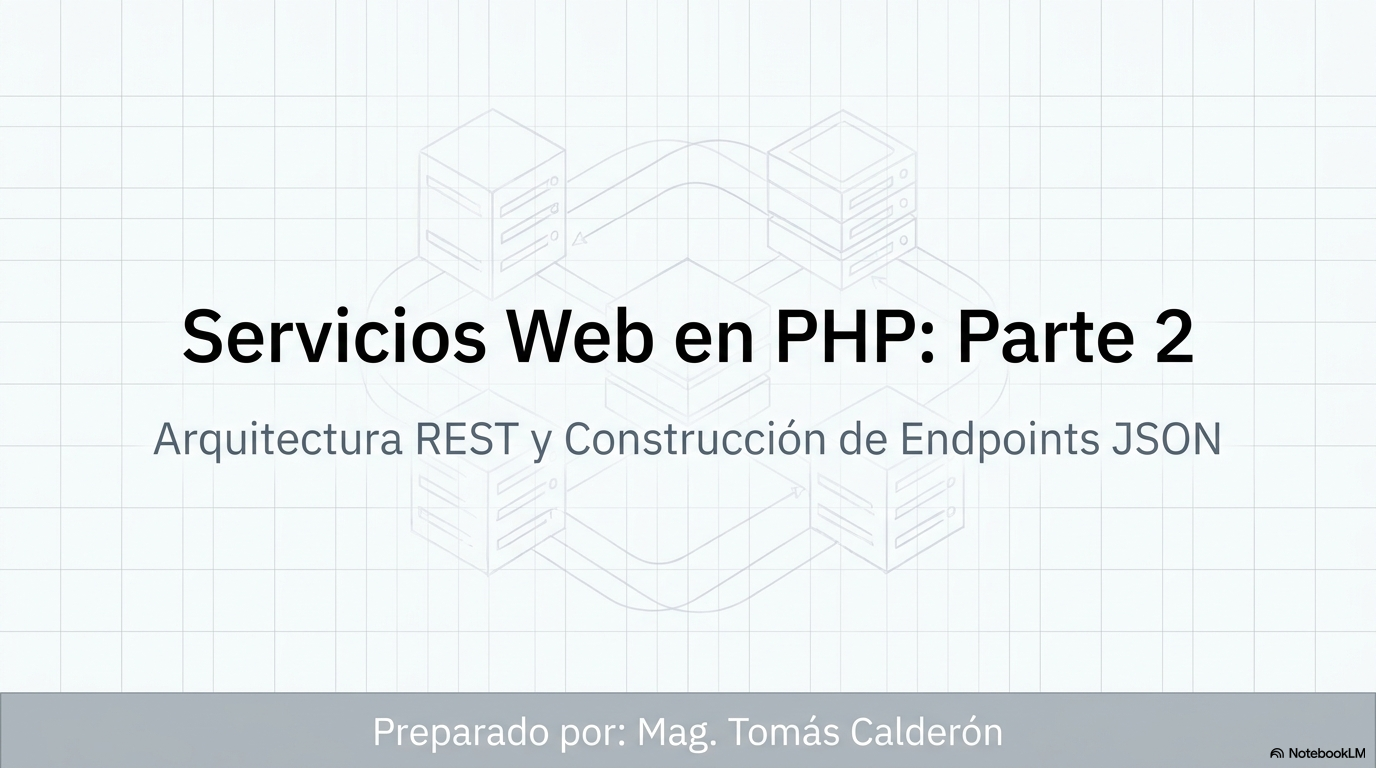 Servicios Web en PHP: Parte 2
Arquitectura REST y Construcción de Endpoints JSON
Preparado por: Mag. Tomás Calderón
NotebookLM